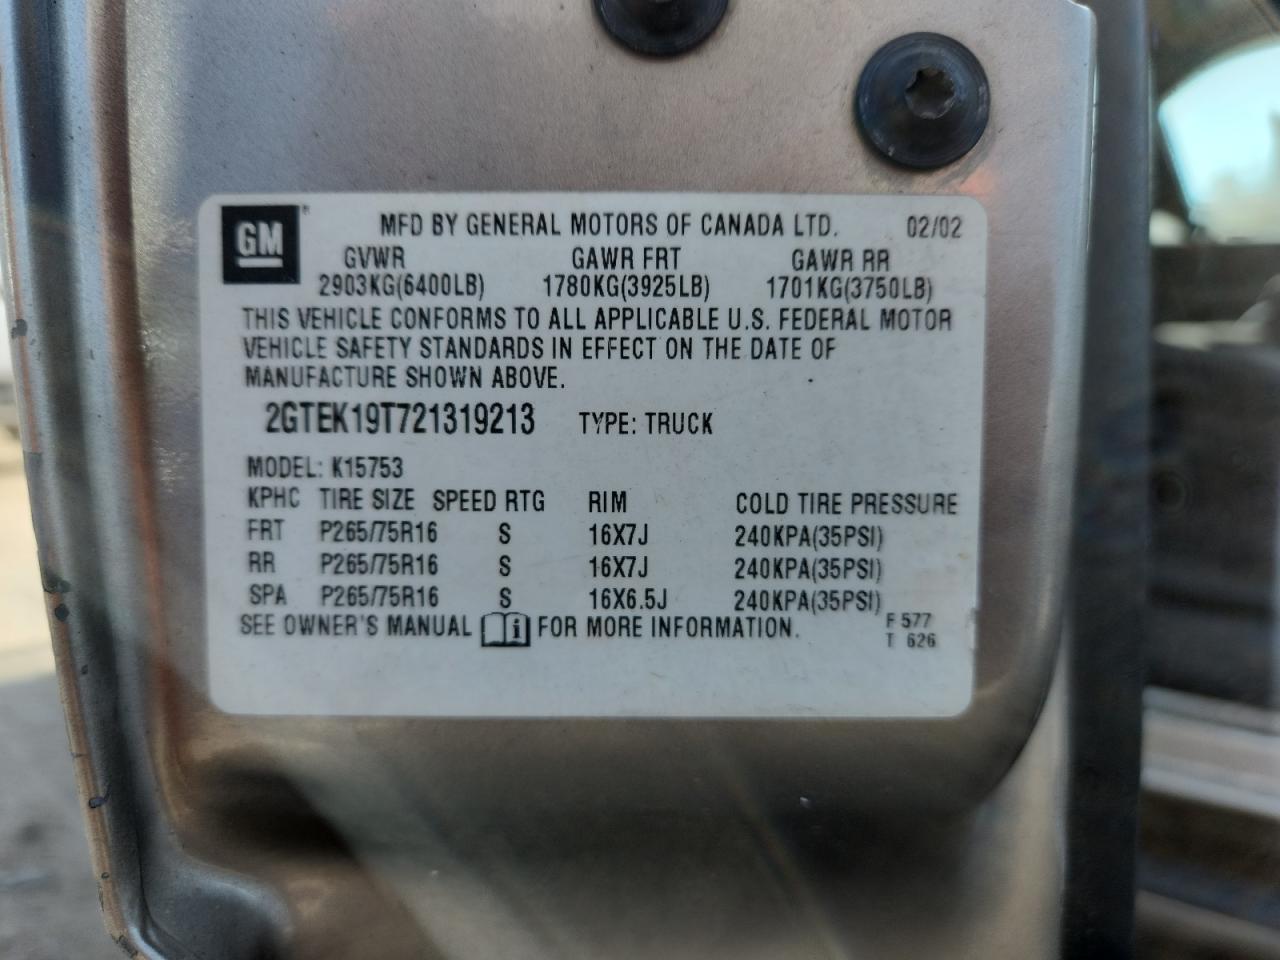 GM® MFD BY GENERAL MOTORS OF CANADA LTD. 02/02
GVWR GAWR FRT GAWR RR
2903KG(6400LB) 1780KG(3925LB) 1701KG(3750LB)
THIS VEHICLE CONFORMS TO ALL APPLICABLE U.S. FEDERAL MOTOR
VEHICLE SAFETY STANDARDS IN EFFECT ON THE DATE OF
MANUFACTURE SHOWN ABOVE.
2GTEK19T721319213 TYPE: TRUCK
MODEL: K15753
KPHC TIRE SIZE SPEED RTG RIM COLD TIRE PRESSURE
FRT P265/75R16 S 16X7J 240KPA(35PSI)
RR P265/75R16 S 16X7J 240KPA(35PSI)
SPA P265/75R16 S 16X6.5J 240KPA(35PSI)
SEE OWNER'S MANUAL i FOR MORE INFORMATION. F 577
T 626